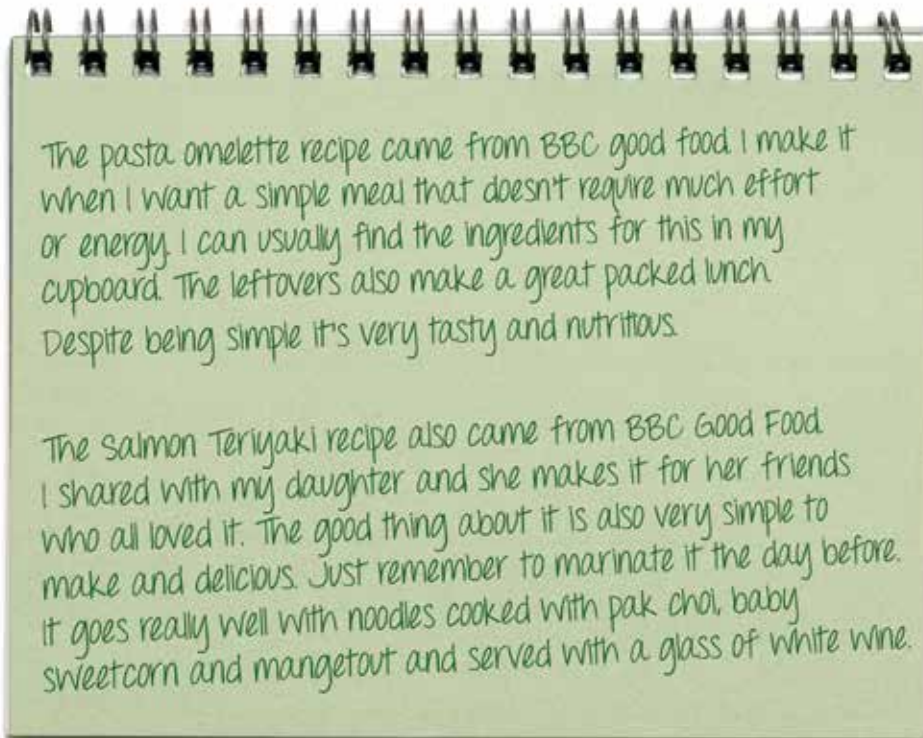 The pasta omelette recipe came from BBC good food. I make it
when I want a simple meal that doesn't require much effort
or energy. I can usually find the ingredients for this in my
cupboard. The leftovers also make a great packed lunch.
Despite being simple it's very tasty and nutritious.
The Salmon Teriyaki recipe also came from BBC Good Food.
I shared with my daughter and she makes it for her friends
who all loved it. The good thing about it is also very simple to
make and delicious. Just remember to marinate it the day before.
It goes really well with noodles cooked with pak choi, baby
sweetcorn and mangetout and served with a glass of white wine.